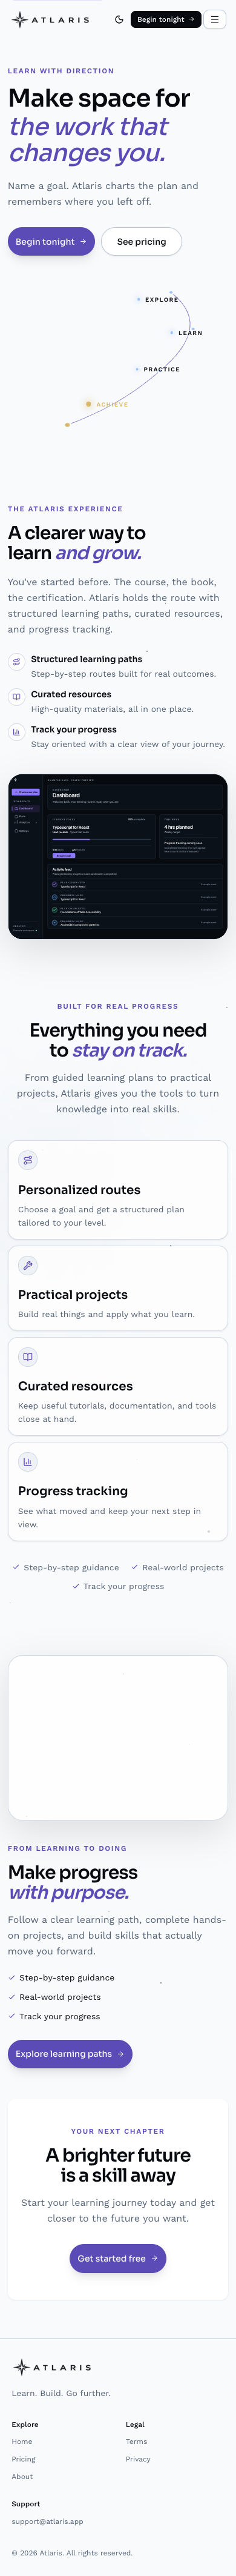 ATLARIS
Begin tonight →
LEARN WITH DIRECTION
Make space for
the work that
changes you.
Name a goal. Atlaris charts the plan and
remembers where you left off.
Begin tonight →
See pricing
EXPLORE
LEARN
PRACTICE
ACHIEVE
THE ATLARIS EXPERIENCE
A clearer way to
learn and grow.
You've started before. The course, the book,
the certification. Atlaris holds the route with
structured learning paths, curated resources,
and progress tracking.
Structured learning paths
Step-by-step routes built for real outcomes.
Curated resources
High-quality materials, all in one place.
Track your progress
Stay oriented with a clear view of your journey.
Dashboard
TypeScript for React
4 hrs planned
Activity feed
BUILT FOR REAL PROGRESS
Everything you need
to stay on track.
From guided learning plans to practical
projects, Atlaris gives you the tools to turn
knowledge into real skills.
Personalized routes
Choose a goal and get a structured plan
tailored to your level.
Practical projects
Build real things and apply what you learn.
Curated resources
Keep useful tutorials, documentation, and tools
close at hand.
Progress tracking
See what moved and keep your next step in
view.
Step-by-step guidance
Real-world projects
Track your progress
FROM LEARNING TO DOING
Make progress
with purpose.
Follow a clear learning path, complete hands-
on projects, and build skills that actually
move you forward.
Step-by-step guidance
Real-world projects
Track your progress
Explore learning paths →
YOUR NEXT CHAPTER
A brighter future
is a skill away
Start your learning journey today and get
closer to the future you want.
Get started free →
ATLARIS
Learn. Build. Go further.
Explore
Legal
Home
Terms
Pricing
Privacy
About
Support
support@atlaris.app
© 2026 Atlaris. All rights reserved.